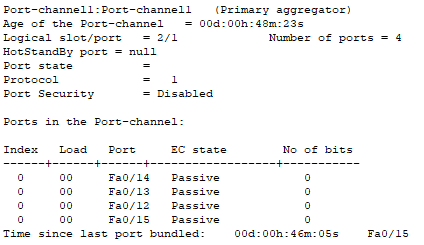 Port-channel1:Port-channel1   (Primary aggregator)
Age of the Port-channel   = 00d:00h:48m:23s
Logical slot/port   = 2/1             Number of ports = 4
HotStandBy port = null
Port state          =
Protocol            =   1
Port Security       = Disabled
Ports in the Port-channel:
Index   Load   Port     EC state        No of bits
------+------+------+------------------+-----------
  0     00     Fa0/14   Passive            0
  0     00     Fa0/13   Passive            0
  0     00     Fa0/12   Passive            0
  0     00     Fa0/15   Passive            0
Time since last port bundled:    00d:00h:46m:05s    Fa0/15